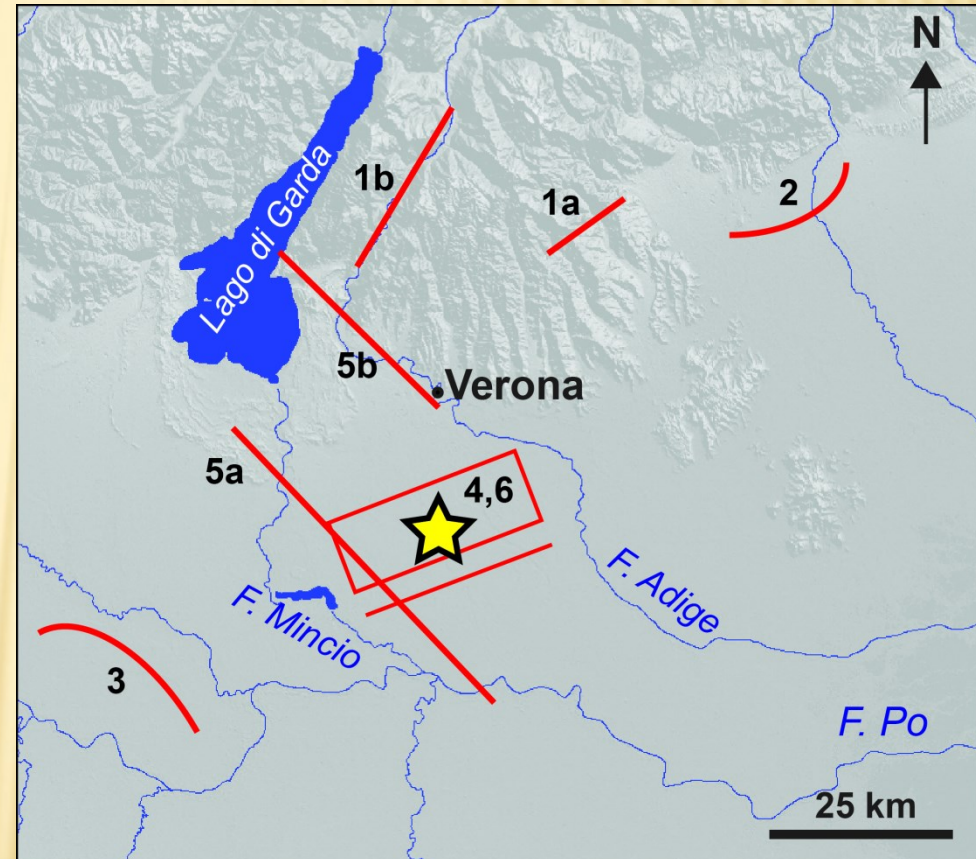 N
Lago di Garda
1b
1a
2
5b
Verona
5a
4,6
F. Mincio
F. Adige
3
F. Po
25 km